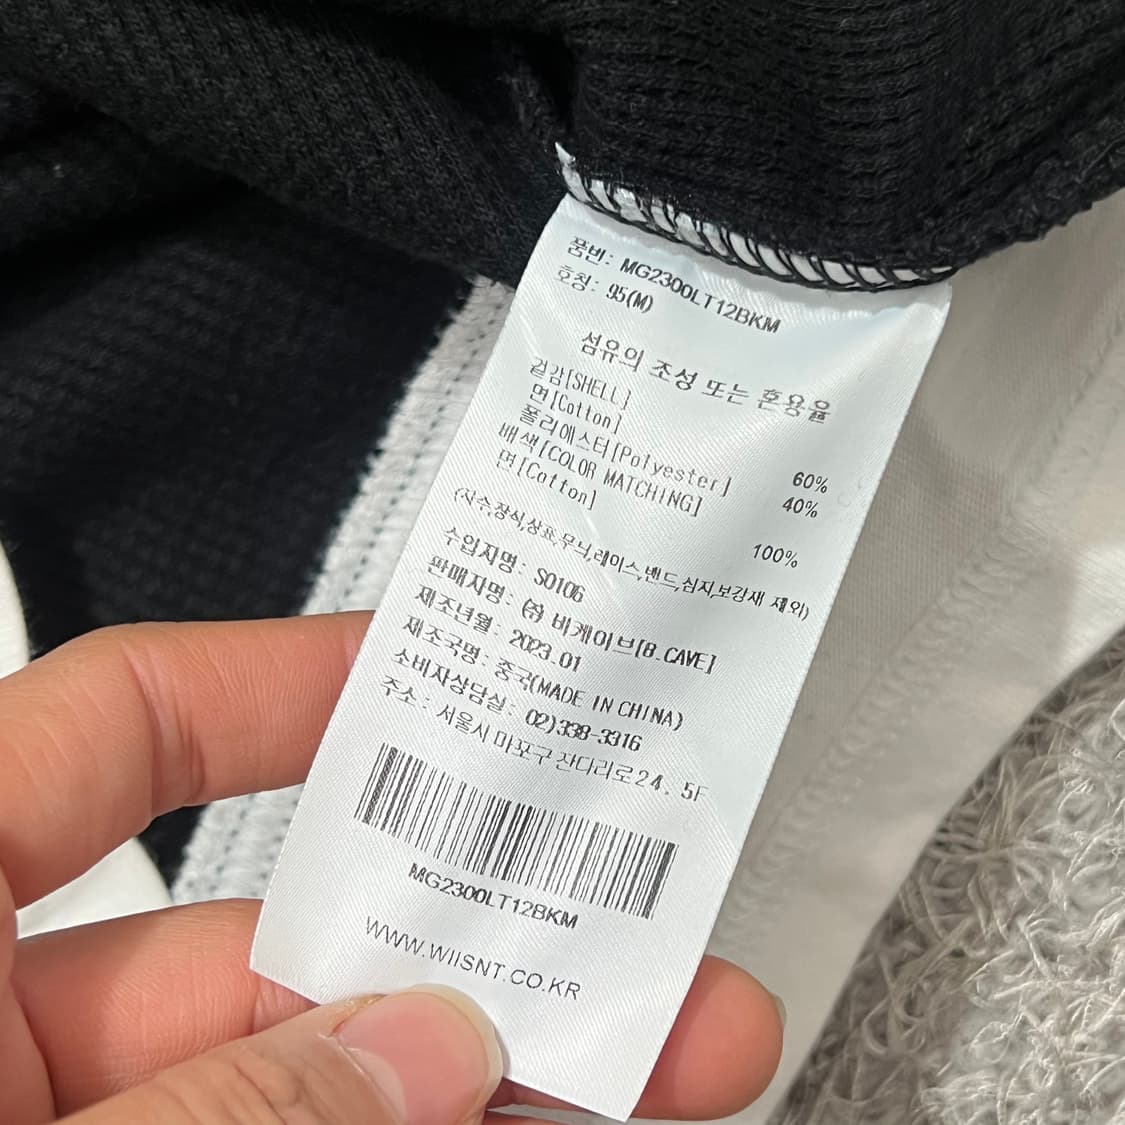 품번: MG2300LT12BKM
호칭: 95(M)
섬유의 조성 또는 혼용율
겉감[SHELL]
면[Cotton] 60%
폴리에스터[Polyester] 40%
배색[COLOR MATCHING]
면[Cotton] 100%
(자수,장식,상표,무늬,레이스,밴드,심지,보강재 제외)
수입자명: S0106
판매자명: ㈜ 비케이브[B.CAVE]
제조년월: 2023.01
제조국명: 중국(MADE IN CHINA)
소비자상담실: 02)338-3316
주소: 서울시 마포구 잔다리로24. 5F
MG2300LT12BKM
WWW.WIISNT.CO.KR